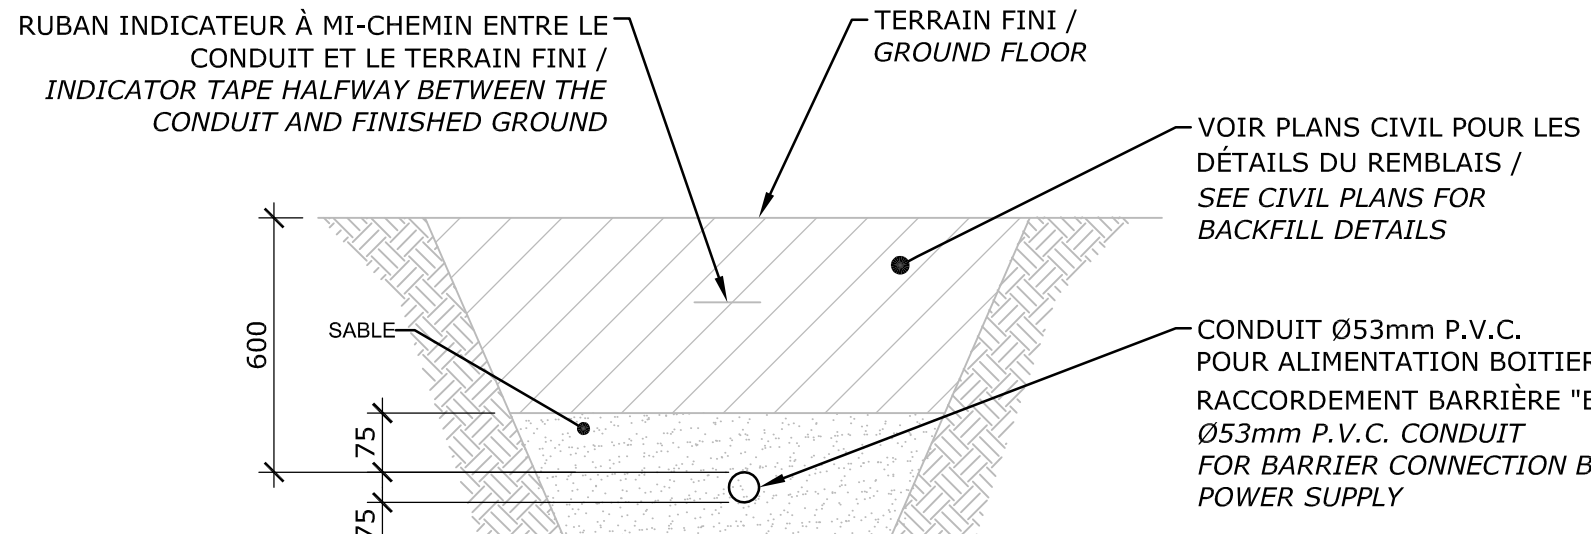 RUBAN INDICATEUR À MI-CHEMIN ENTRE LE
CONDUIT ET LE TERRAIN FINI /
INDICATOR TAPE HALFWAY BETWEEN THE
CONDUIT AND FINISHED GROUND
TERRAIN FINI /
GROUND FLOOR
VOIR PLANS CIVIL POUR LES
DÉTAILS DU REMBLAIS /
SEE CIVIL PLANS FOR
BACKFILL DETAILS
600
SABLE
CONDUIT Ø53mm P.V.C.
POUR ALIMENTATION BOITIER
RACCORDEMENT BARRIÈRE "
Ø53mm P.V.C. CONDUIT
FOR BARRIER CONNECTION
POWER SUPPLY
75
75